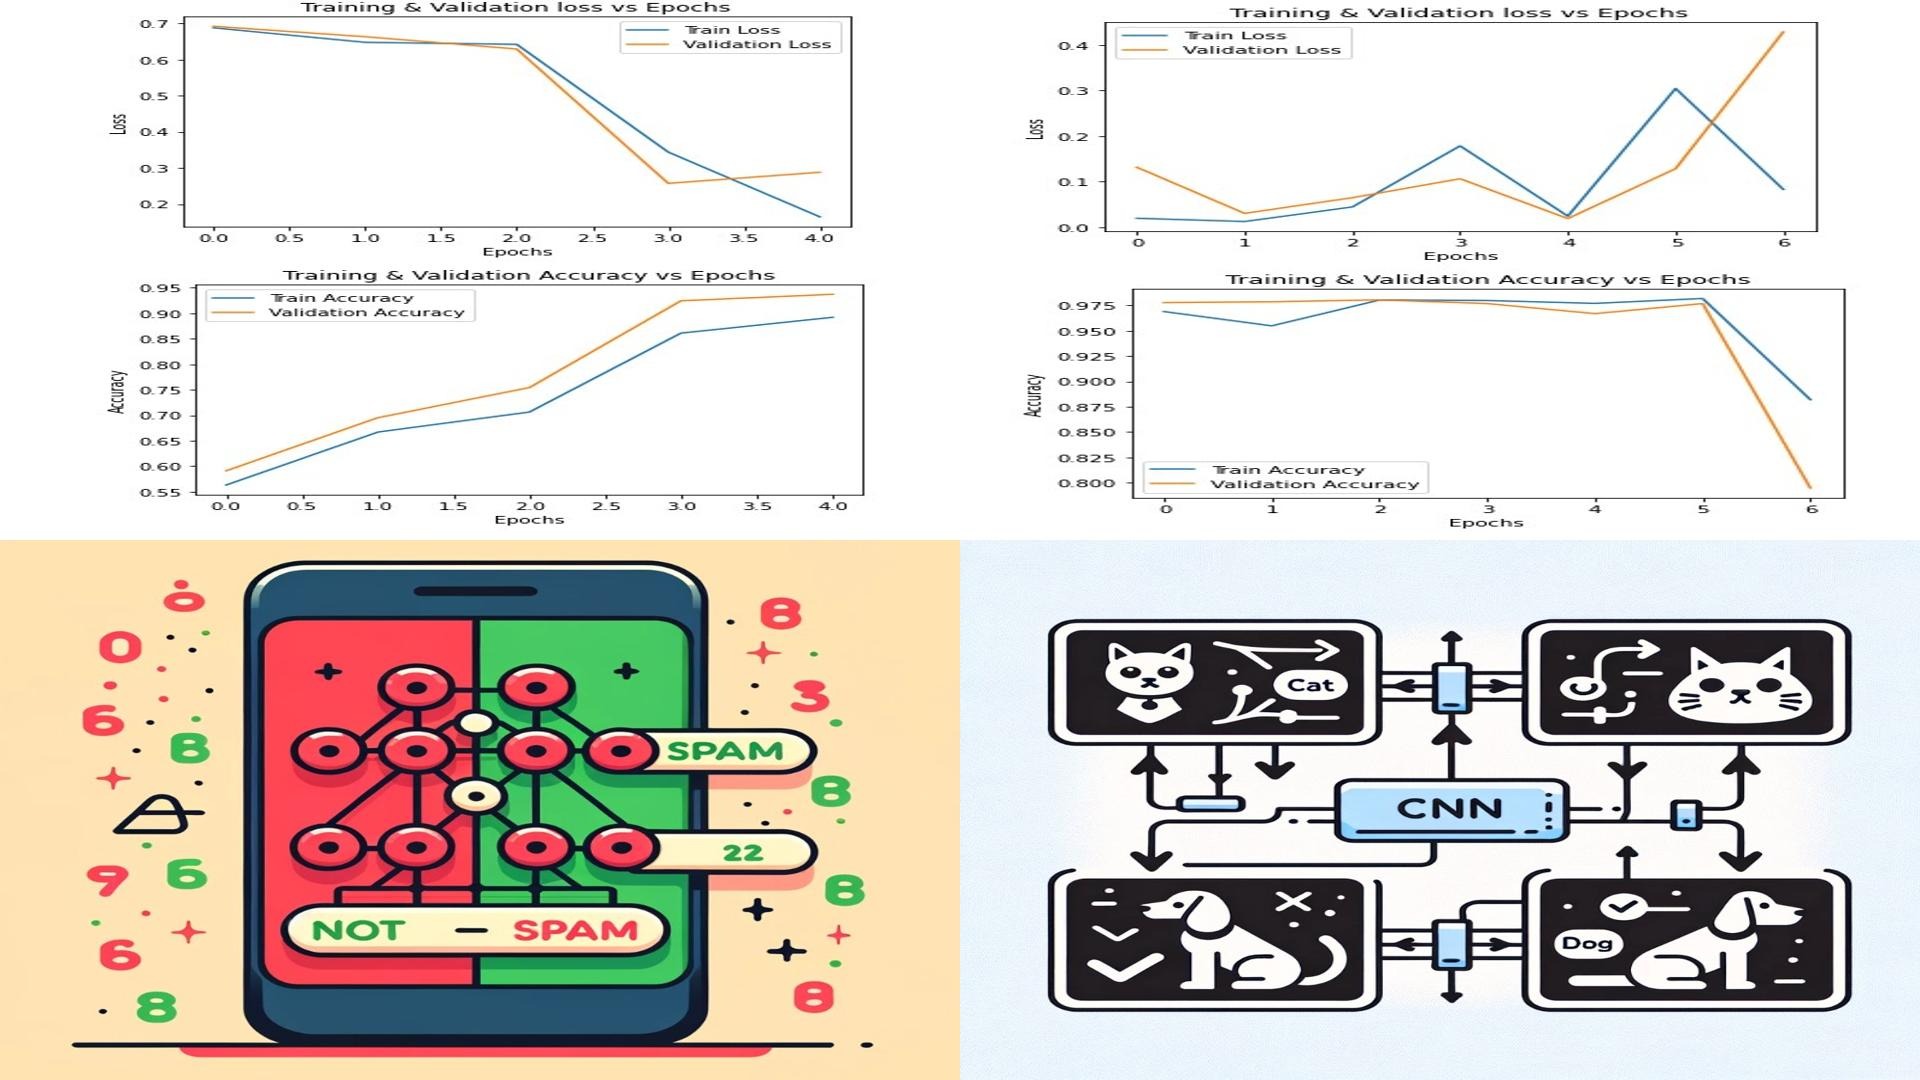 Training & Validation loss vs Epochs
Train Loss
Validation Loss
0.7
0.6
0.5
0.4
0.3
0.2
Loss
0.0 0.5 1.0 1.5 2.0 2.5 3.0 3.5 4.0
Epochs
Training & Validation Accuracy vs Epochs
Train Accuracy
Validation Accuracy
0.95
0.90
0.85
0.80
0.75
0.70
0.65
0.60
0.55
Accuracy
0.0 0.5 1.0 1.5 2.0 2.5 3.0 3.5 4.0
Epochs
Training & Validation loss vs Epochs
Train Loss
Validation Loss
0.4
0.3
0.2
0.1
0.0
Loss
0 1 2 3 4 5 6
Epochs
Training & Validation Accuracy vs Epochs
0.975
0.950
0.925
0.900
0.875
0.850
0.825
0.800
Accuracy
Train Accuracy
Validation Accuracy
0 1 2 3 4 5 6
Epochs
0
6
8
9
6
6
8
8
3
8
8
8
SPAM
22
NOT - SPAM
Cat
CNN
Dog